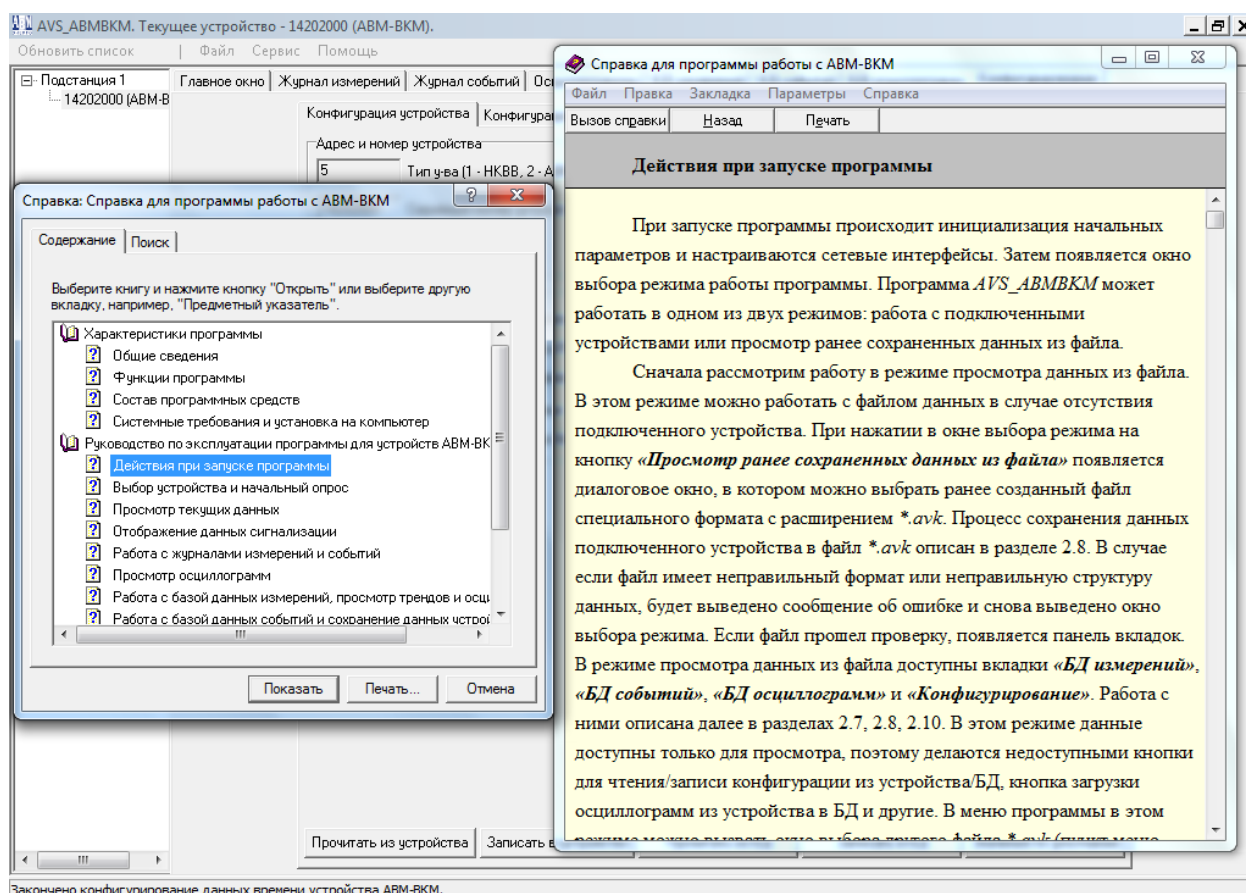 AVS_ABMBKM. Текущее устройство - 14202000 (АВМ-ВКМ).
Обновить список | Файл Сервис Помощь
Подстанция 1
14202000 (АВМ-В
Главное окно Журнал измерений Журнал событий
Конфигурация устройства
Адрес и номер устройства
5 Тип у-ва (1 - НКВВ, 2 - А
Справка: Справка для программы работы с АВМ-ВКМ
Содержание Поиск
Выберите книгу и нажмите кнопку "Открыть" или выберите другую
вкладку, например, "Предметный указатель".
Характеристики программы
Общие сведения
Функции программы
Состав программных средств
Системные требования и установка на компьютер
Руководство по эксплуатации программы для устройств АВМ-ВК
Действия при запуске программы
Выбор устройства и начальный опрос
Просмотр текущих данных
Отображение данных сигнализации
Работа с журналами измерений и событий
Просмотр осциллограмм
Работа с базой данных измерений, просмотр трендов и осц
Работа с базой данных событий и сохранение данных
Показать Печать... Отмена
Прочитать из устройства Записать в
Закончено конфигурирование данных времени устройства АВМ-ВКМ.
Справка для программы работы с АВМ-ВКМ
Файл Правка Закладка Параметры Справка
Вызов справки Назад Печать
Действия при запуске программы
При запуске программы происходит инициализация начальных
параметров и настраиваются сетевые интерфейсы. Затем появляется окно
выбора режима работы программы. Программа AVS_ABMBKM может
работать в одном из двух режимов: работа с подключенными
устройствами или просмотр ранее сохраненных данных из файла.
Сначала рассмотрим работу в режиме просмотра данных из файла.
В этом режиме можно работать с файлом данных в случае отсутствия
подключенного устройства. При нажатии в окне выбора режима на
кнопку «Просмотр ранее сохраненных данных из файла» появляется
диалоговое окно, в котором можно выбрать ранее созданный файл
специального формата с расширением *.avk. Процесс сохранения данных
подключенного устройства в файл *.avk описан в разделе 2.8. В случае
если файл имеет неправильный формат или неправильную структуру
данных, будет выведено сообщение об ошибке и снова выведено окно
выбора режима. Если файл прошел проверку, появляется панель вкладок.
В режиме просмотра данных из файла доступны вкладки «БД измерений»,
«БД событий», «БД осциллограмм» и «Конфигурирование». Работа с
ними описана далее в разделах 2.7, 2.8, 2.10. В этом режиме данные
доступны только для просмотра, поэтому делаются недоступными кнопки
для чтения/записи конфигурации из устройства/БД, кнопка загрузки
осциллограмм из устройства в БД и другие. В меню программы в этом
режиме можно вызвать окно выбора другого файла *.avk (пункт меню